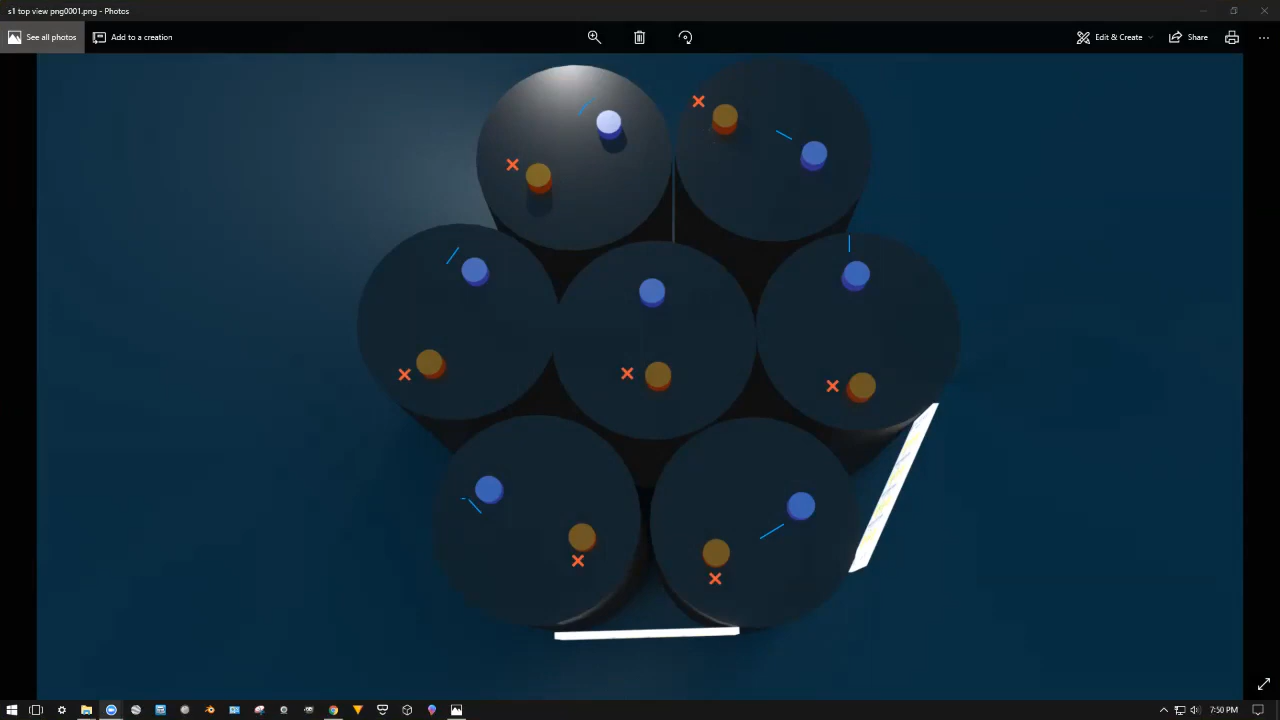 s1 top view png0001.png - Photos
See all photos
Add to a creation
Edit & Create
Share
7:50 PM